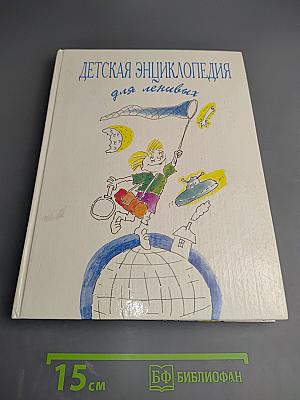 ДЕТСКАЯ ЭНЦИКЛОПЕДИЯ
для ленивых
15 см
БФ БИБЛИОФАН